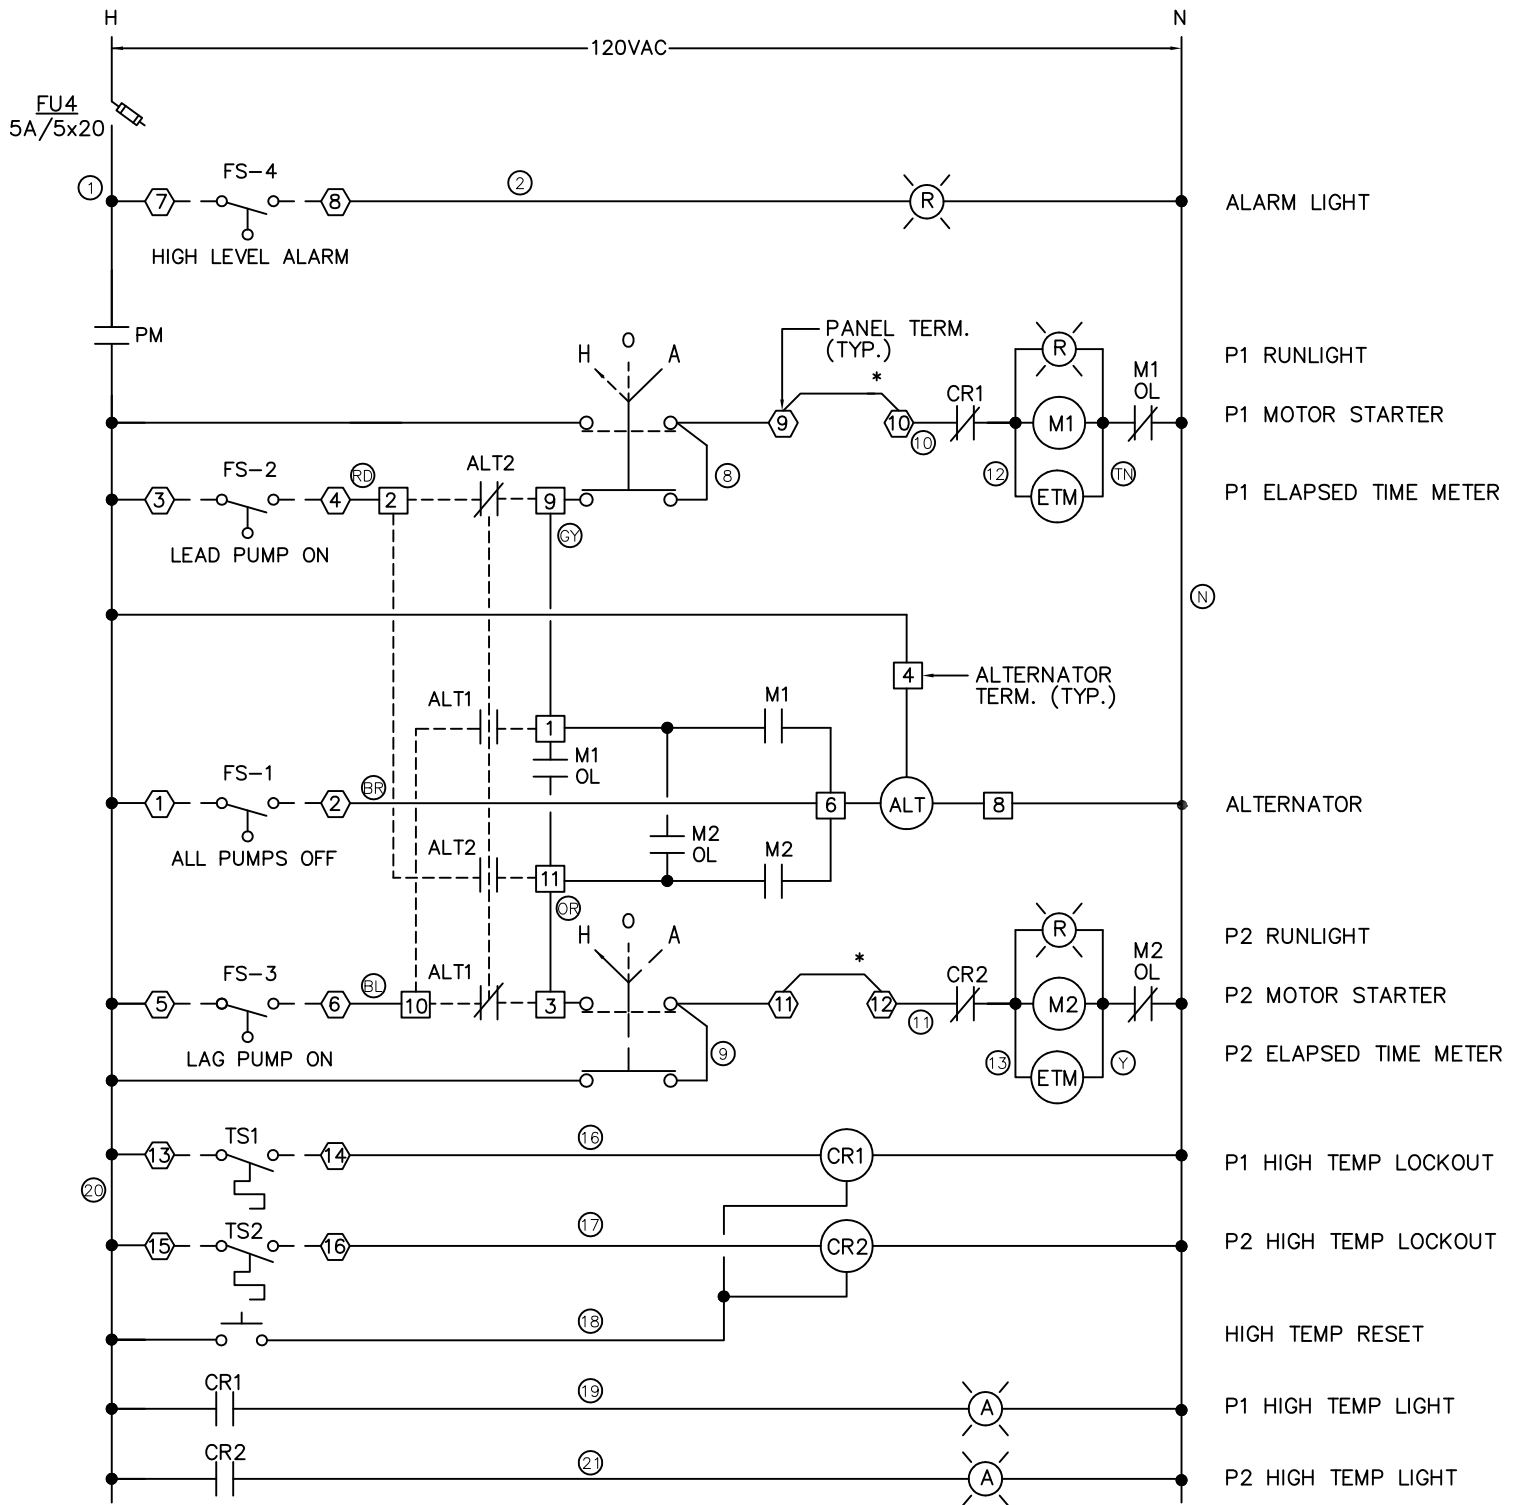 H
N
120VAC
FU4
5A/5x20
1
FS-4
7
8
2
R
ALARM LIGHT
HIGH LEVEL ALARM
PM
H O A
PANEL TERM.
(TYP.)
*
R
P1 RUNLIGHT
M1
OL
CR1
9
10
10
M1
P1 MOTOR STARTER
FS-2
RD
ALT2
8
12
TN
3
4
2
9
ETM
P1 ELAPSED TIME METER
GY
LEAD PUMP ON
N
4
ALTERNATOR
TERM. (TYP.)
ALT1
M1
1
M1
OL
FS-1
BR
1
2
6
ALT
8
ALTERNATOR
ALL PUMPS OFF
ALT2
M2
OL
M2
11
OR
H O A
R
P2 RUNLIGHT
M2
OL
FS-3
BL
ALT1
*
CR2
5
6
10
3
11
12
11
M2
P2 MOTOR STARTER
LAG PUMP ON
9
13
Y
ETM
P2 ELAPSED TIME METER
TS1
16
13
14
CR1
P1 HIGH TEMP LOCKOUT
20
TS2
17
15
16
CR2
P2 HIGH TEMP LOCKOUT
18
HIGH TEMP RESET
CR1
19
A
P1 HIGH TEMP LIGHT
CR2
21
A
P2 HIGH TEMP LIGHT